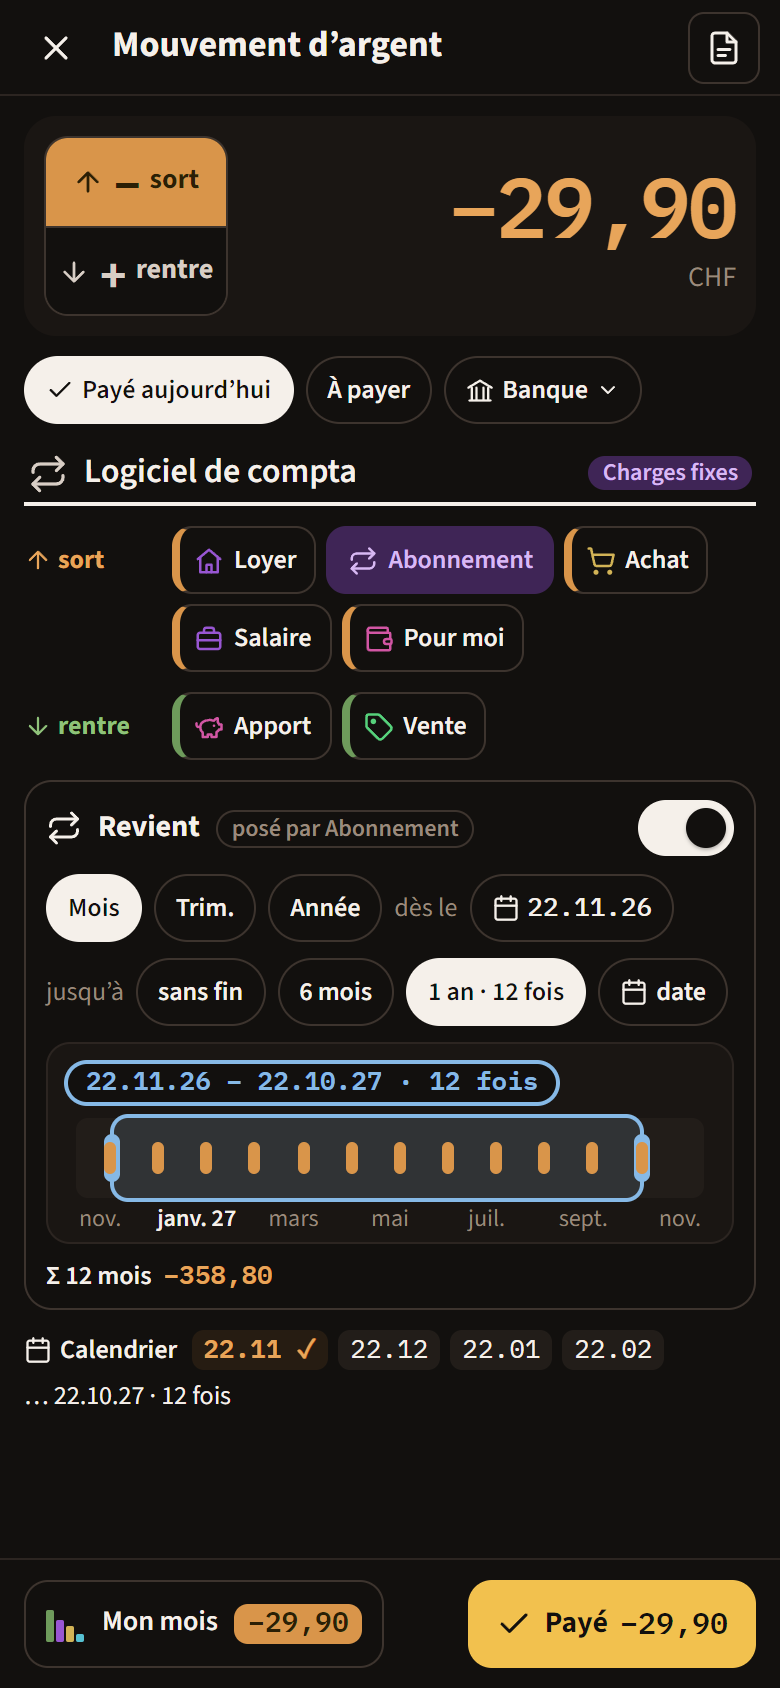 Mouvement d’argent
– sort
+ rentre
−29,90
CHF
Payé aujourd’hui À payer Banque
Logiciel de compta Charges fixes
sort Loyer Abonnement Achat
Salaire Pour moi
rentre Apport Vente
Revient posé par Abonnement
Mois Trim. Année dès le 22.11.26
jusqu’à sans fin 6 mois 1 an · 12 fois date
22.11.26 – 22.10.27 · 12 fois
nov. janv. 27 mars mai juil. sept. nov.
Σ 12 mois −358,80
Calendrier 22.11 ✓ 22.12 22.01 22.02
… 22.10.27 · 12 fois
Mon mois −29,90 Payé −29,90